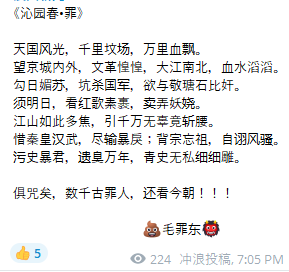 《沁园春•罪》
天国风光，千里坟场，万里血飘。
望京城内外，文革惶惶，大江南北，血水滔滔。
勾日媚苏，坑杀国军，欲与敬瑭石比奸。
须明日，看红歌素裹，卖弄妖娆。
江山如此多焦，引千万无辜竟斩腰。
惜秦皇汉武，尽输暴戾；背宗忘祖，自诩风骚。
污史暴君，遗臭万年，青史无私细细雕。
俱咒矣，数千古罪人，还看今朝！！！
💩毛罪东👹
👍 5
224 冲浪投稿, 7:05 PM